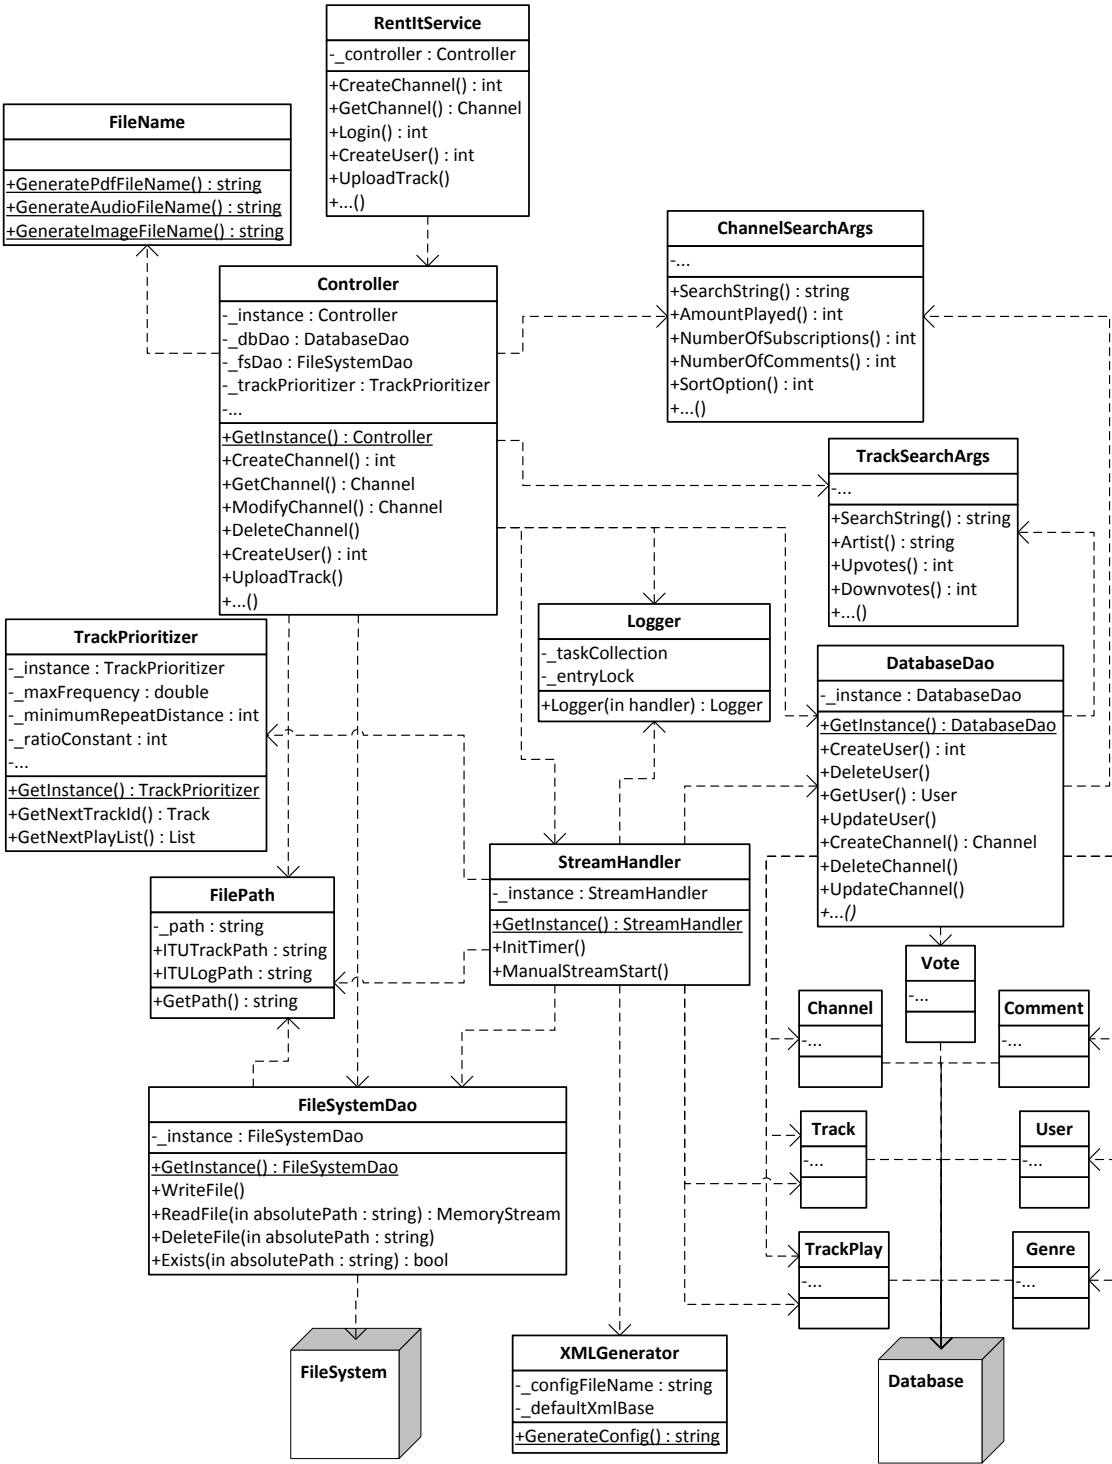 RentItService
-_controller : Controller
+CreateChannel() : int
+GetChannel() : Channel
+Login() : int
+CreateUser() : int
+UploadTrack()
+...()
FileName
+GeneratePdfFileName() : string
+GenerateAudioFileName() : string
+GenerateImageFileName() : string
ChannelSearchArgs
-...
+SearchString() : string
+AmountPlayed() : int
+NumberOfSubscriptions() : int
+NumberOfComments() : int
+SortOption() : int
+...()
Controller
-_instance : Controller
-_dbDao : DatabaseDao
-_fsDao : FileSystemDao
-_trackPrioritizer : TrackPrioritizer
-...
+GetInstance() : Controller
+CreateChannel() : int
+GetChannel() : Channel
+ModifyChannel() : Channel
+DeleteChannel()
+CreateUser() : int
+UploadTrack()
+...()
TrackSearchArgs
-...
+SearchString() : string
+Artist() : string
+Upvotes() : int
+Downvotes() : int
+...()
Logger
-_taskCollection
-_entryLock
+Logger(in handler) : Logger
TrackPrioritizer
-_instance : TrackPrioritizer
-_maxFrequency : double
-_minimumRepeatDistance : int
-_ratioConstant : int
-...
+GetInstance() : TrackPrioritizer
+GetNextTrackId() : Track
+GetNextPlayList() : List
DatabaseDao
-_instance : DatabaseDao
+GetInstance() : DatabaseDao
+CreateUser() : int
+DeleteUser()
+GetUser() : User
+UpdateUser()
+CreateChannel() : Channel
+DeleteChannel()
+UpdateChannel()
+...()
StreamHandler
-_instance : StreamHandler
+GetInstance() : StreamHandler
+InitTimer()
+ManualStreamStart()
FilePath
-_path : string
+ITUTrackPath : string
+ITULogPath : string
+GetPath() : string
Vote
-...
Channel
-...
Comment
-...
FileSystemDao
-_instance : FileSystemDao
+GetInstance() : FileSystemDao
+WriteFile()
+ReadFile(in absolutePath : string) : MemoryStream
+DeleteFile(in absolutePath : string)
+Exists(in absolutePath : string) : bool
Track
-...
User
-...
TrackPlay
-...
Genre
-...
FileSystem
XMLGenerator
-_configFileName : string
-_defaultXmlBase
+GenerateConfig() : string
Database